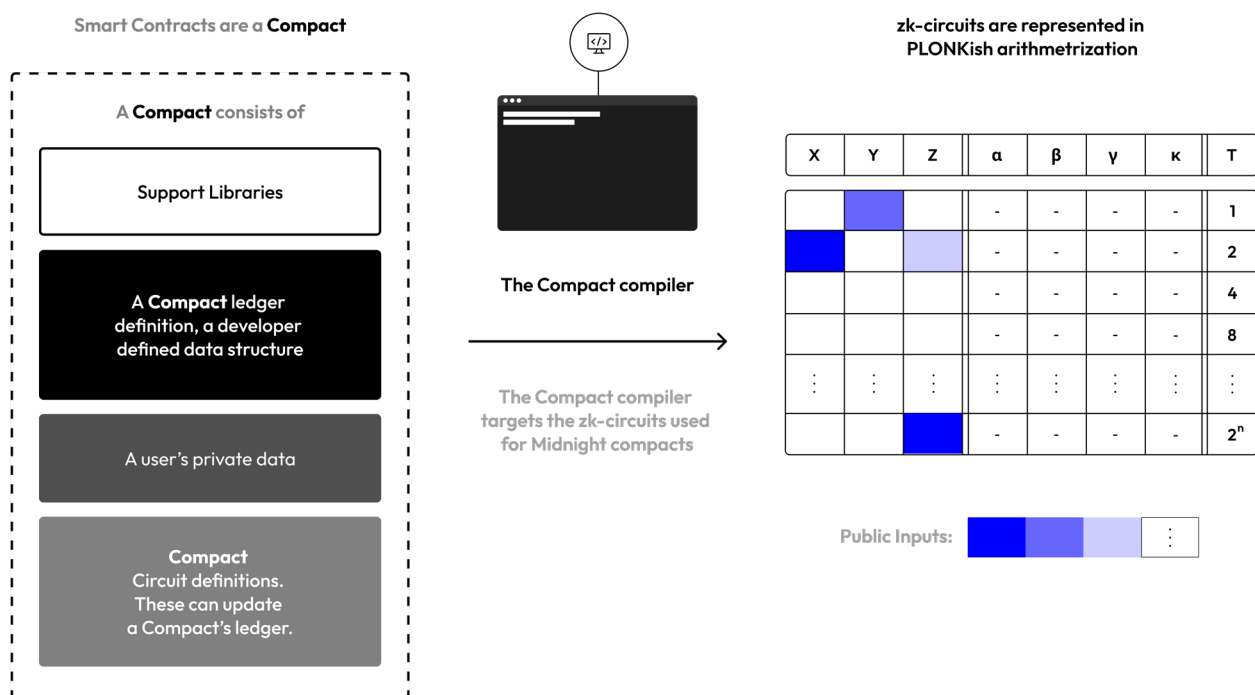 Smart Contracts are a Compact
A Compact consists of
Support Libraries
A Compact ledger
definition, a developer
defined data structure
A user's private data
Compact
Circuit definitions.
These can update
a Compact's ledger.
</>
The Compact compiler
The Compact compiler
targets the zk-circuits used
for Midnight compacts
zk-circuits are represented in
PLONKish arithmetization
X Y Z α β γ κ T
- - - - 1
- - - - 2
- - - - 4
- - - - 8
⋮ ⋮ ⋮ ⋮ ⋮ ⋮ ⋮ ⋮
- - - - 2ⁿ
Public Inputs: ⋮